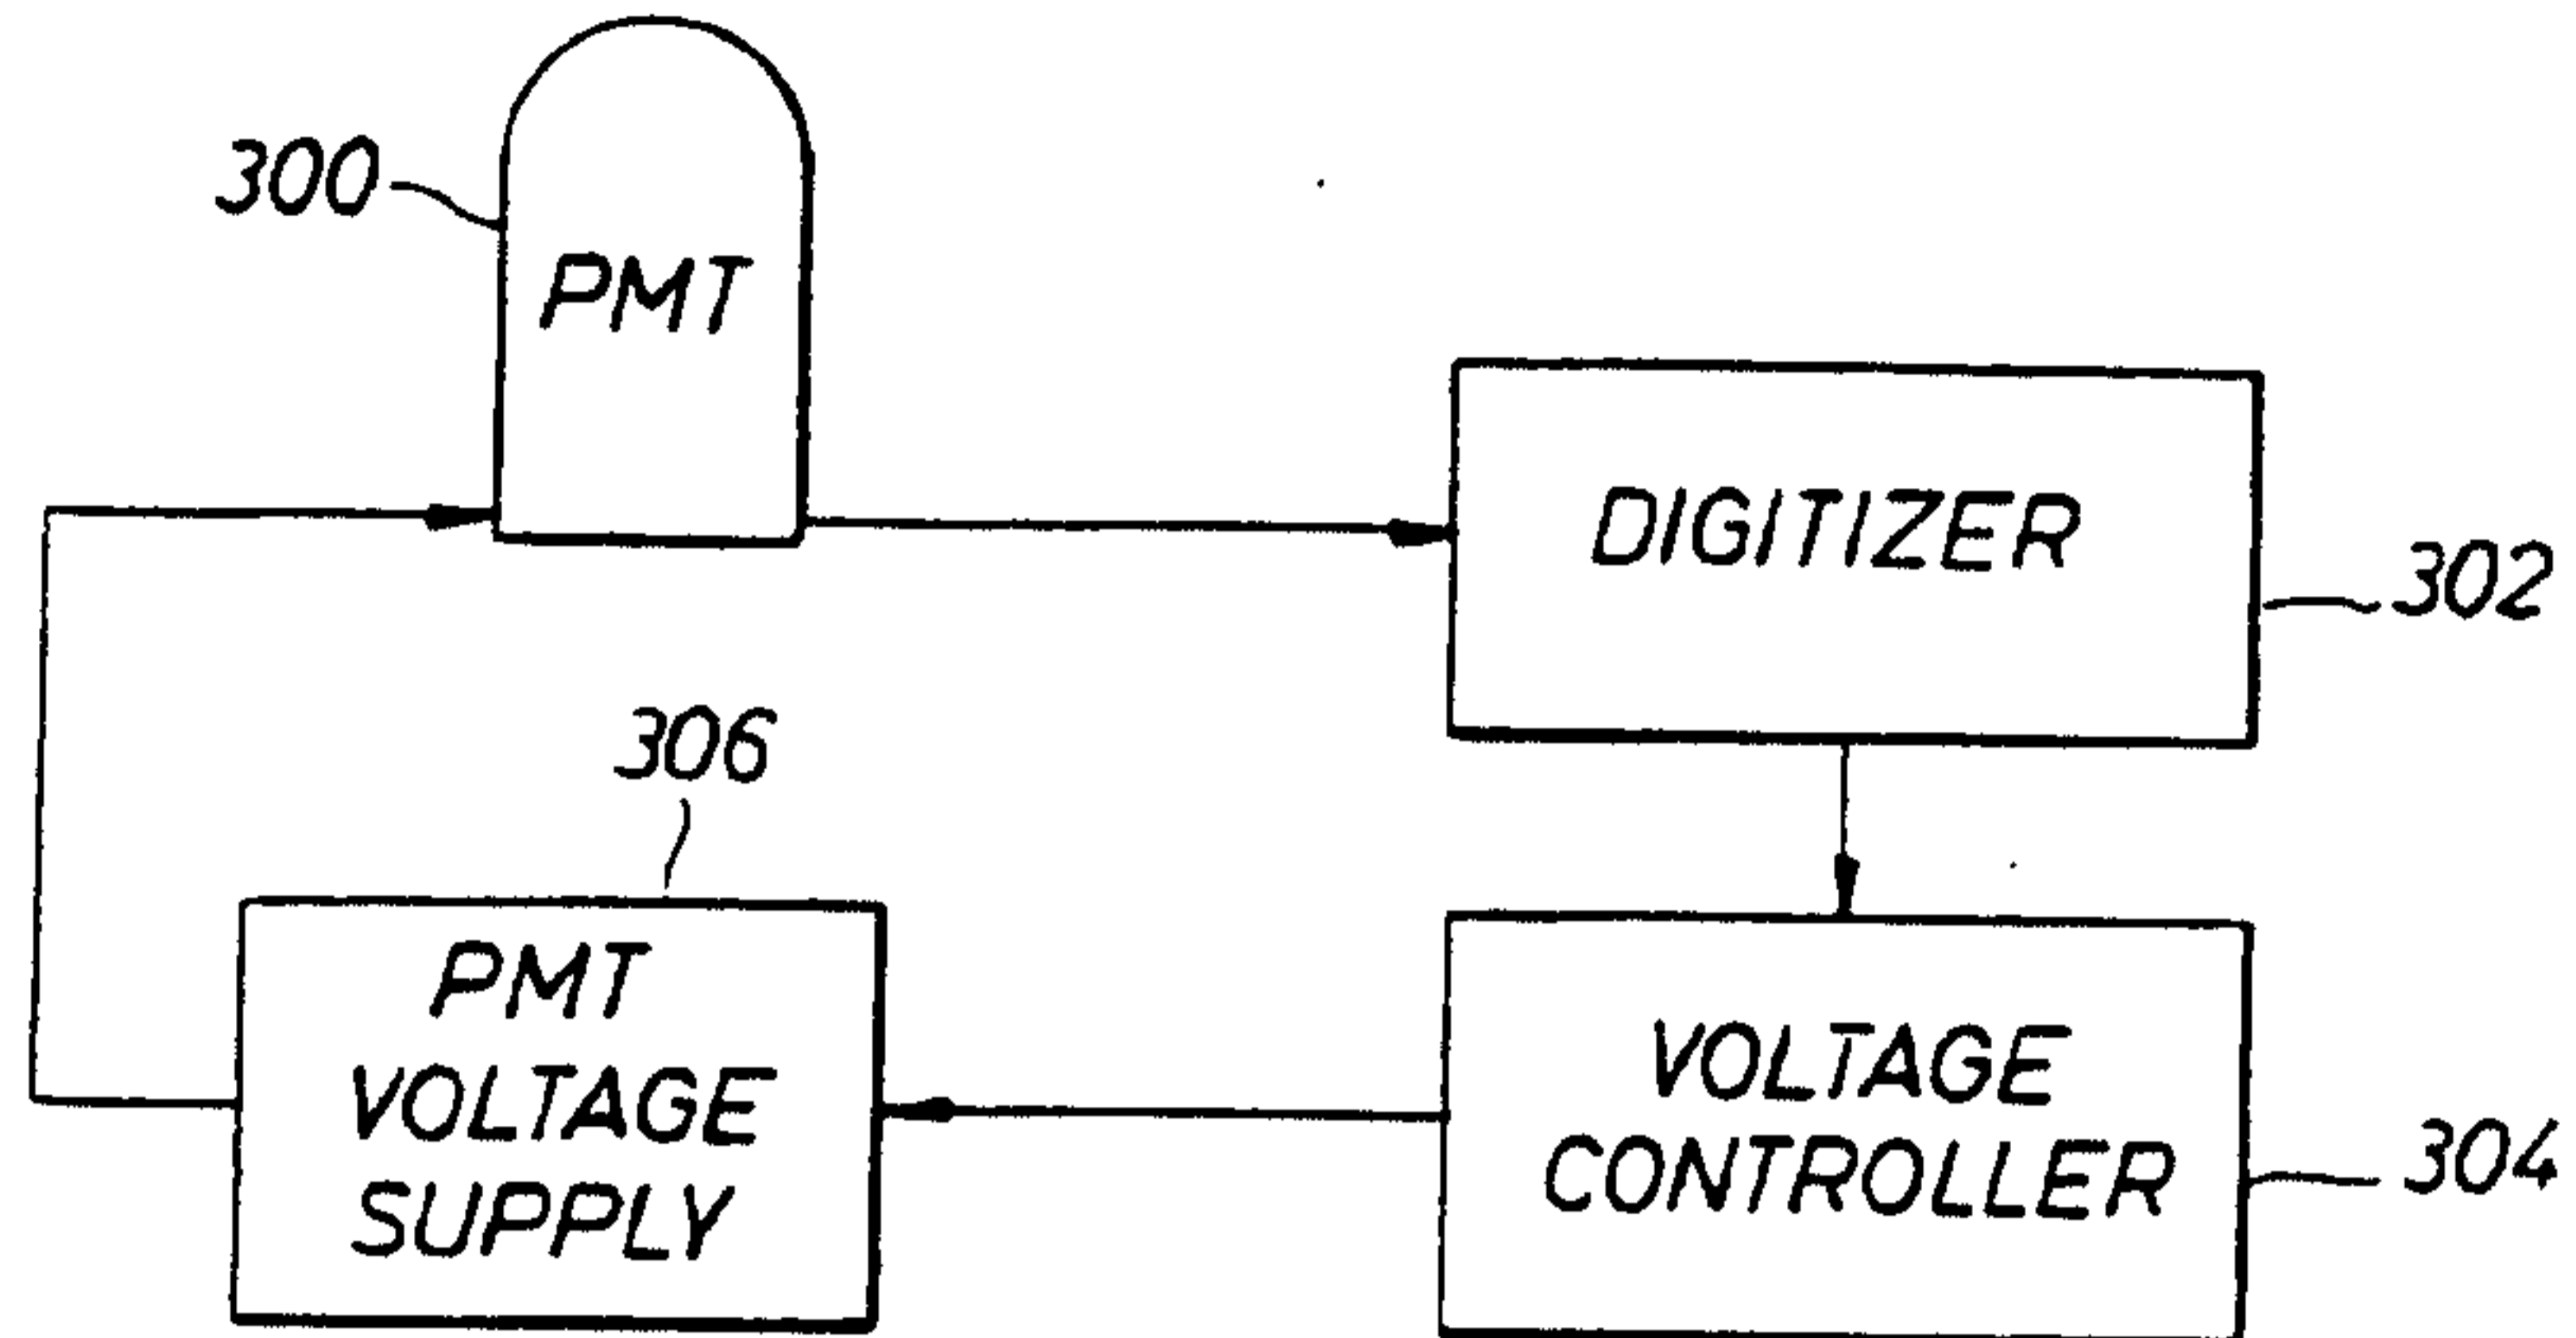 300
PMT
DIGITIZER
302
306
PMT
VOLTAGE
SUPPLY
VOLTAGE
CONTROLLER
304